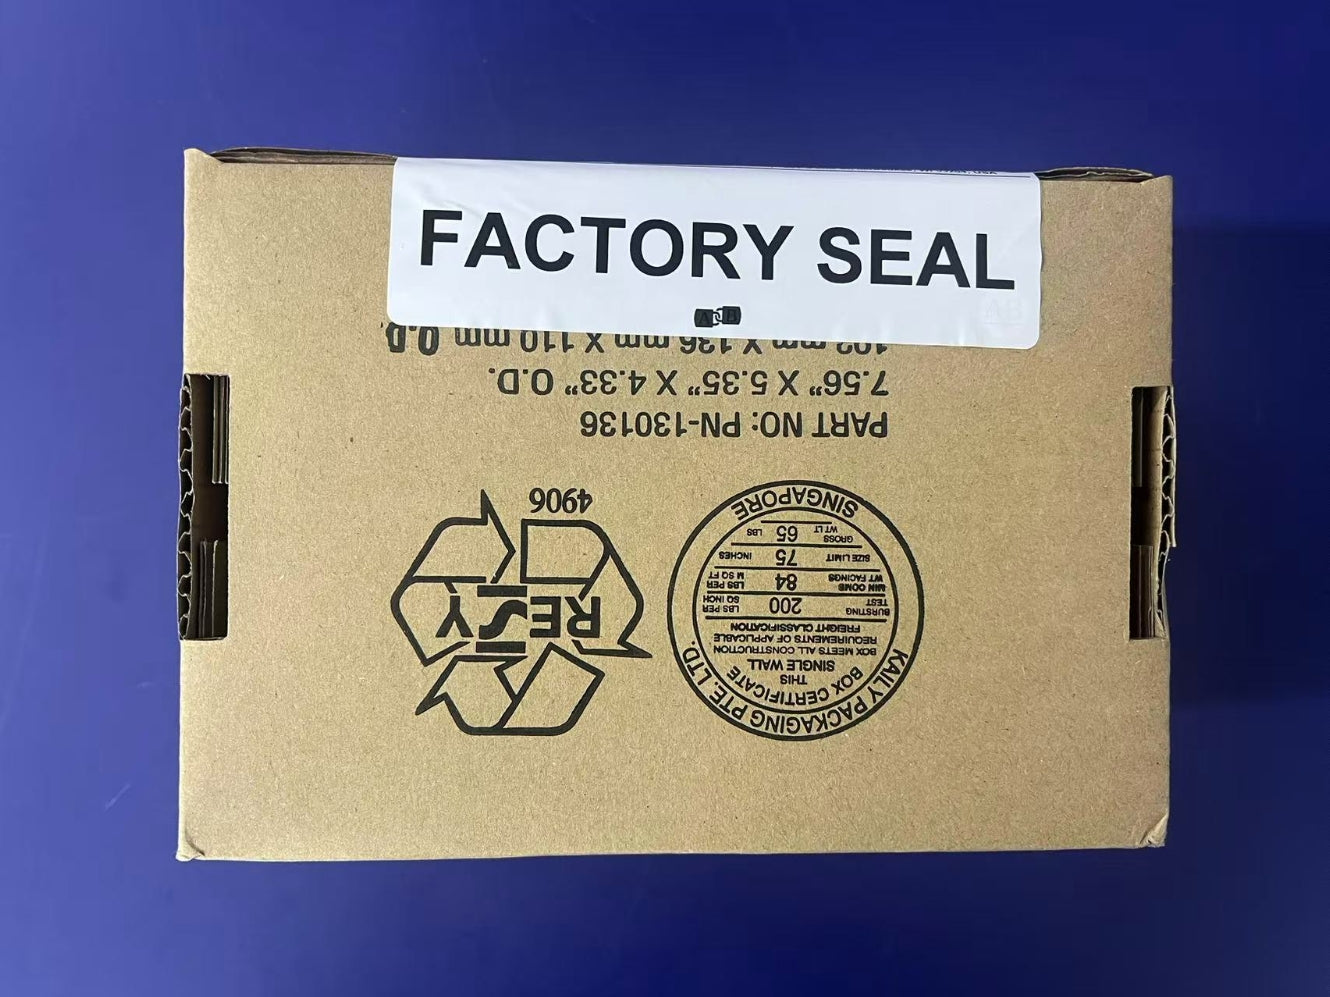 FACTORY SEAL
PART NO: PN-130136
7.56" X 5.35" X 4.33" O.D.
mm X 136 mm X 110 mm O.D.
4906
RESY
KAILY PACKAGING PTE. LTD.
BOX CERTIFICATE
THIS
SINGLE WALL
BOX MEETS ALL CONSTRUCTION
REQUIREMENTS OF APPLICABLE
FREIGHT CLASSIFICATION
BURSTING TEST 200 LBS PER SQ INCH
MIN COMB WT FACINGS 84 LBS PER M SQ FT
SIZE LIMIT 75 INCHES
GROSS WT LT 65 LBS
SINGAPORE